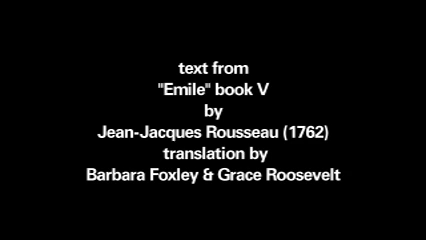 text from
"Emile" book V
by
Jean-Jacques Rousseau (1762)
translation by
Barbara Foxley & Grace Roosevelt